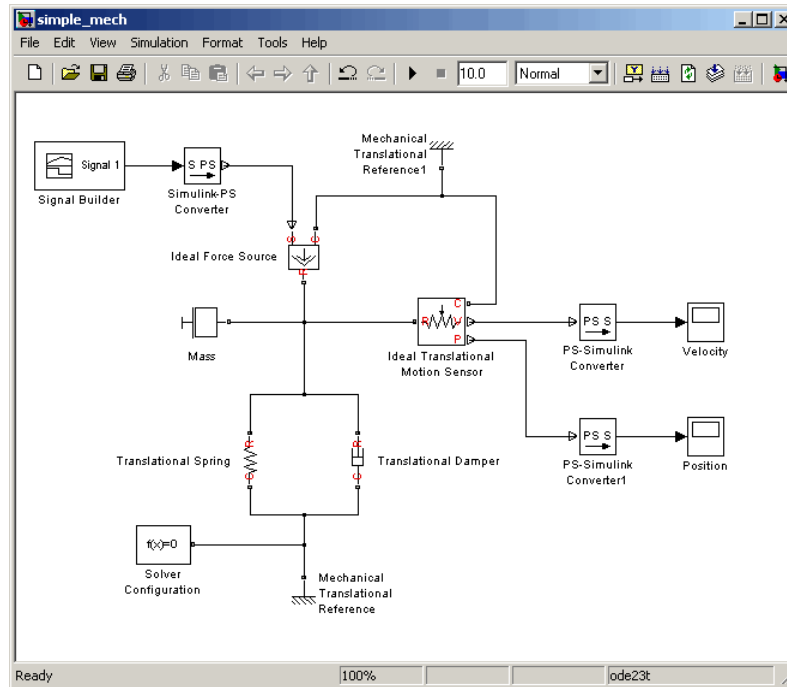 simple_mech
File Edit View Simulation Format Tools Help
10.0 Normal
Mechanical
Translational
Reference1
Signal 1
Signal Builder
S PS
Simulink-PS
Converter
S C
Ideal Force Source
R
Mass
R C V P
Ideal Translational
Motion Sensor
PS S
PS-Simulink
Converter
Velocity
R
C
Translational Spring
R
C
Translational Damper
PS S
PS-Simulink
Converter1
Position
f(x)=0
Solver
Configuration
Mechanical
Translational
Reference
Ready 100% ode23t